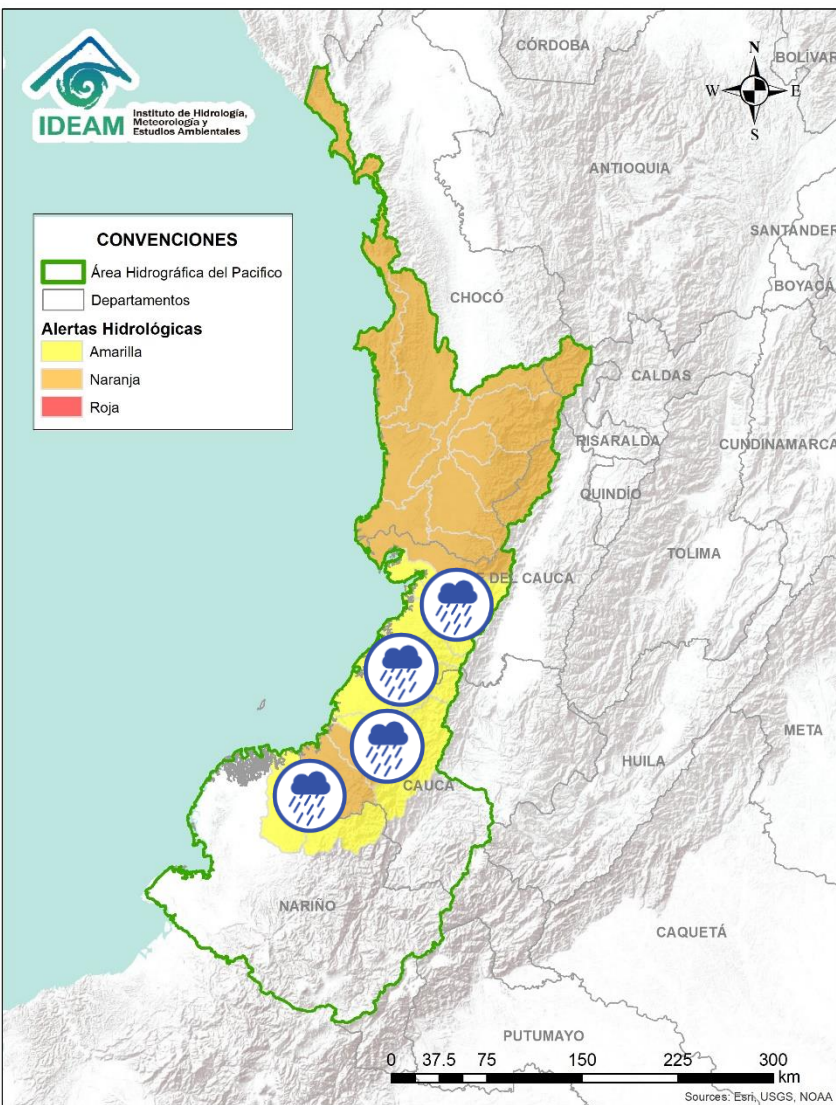 IDEAM
Instituto de Hidrología,
Meteorología y
Estudios Ambientales
CÓRDOBA
BOLÍVAR
N
W
E
S
ANTIOQUIA
SANTANDER
BOYACÁ
CONVENCIONES
Área Hidrográfica del Pacifico
Departamentos
Alertas Hidrológicas
Amarilla
Naranja
Roja
CHOCÓ
CALDAS
RISARALDA
CUNDINAMARCA
QUINDÍO
TOLIMA
E DEL CAUCA
META
HUILA
CAUCA
NARIÑO
CAQUETÁ
PUTUMAYO
0 37.5 75 150 225 300
km
Sources: Esri, USGS, NOAA